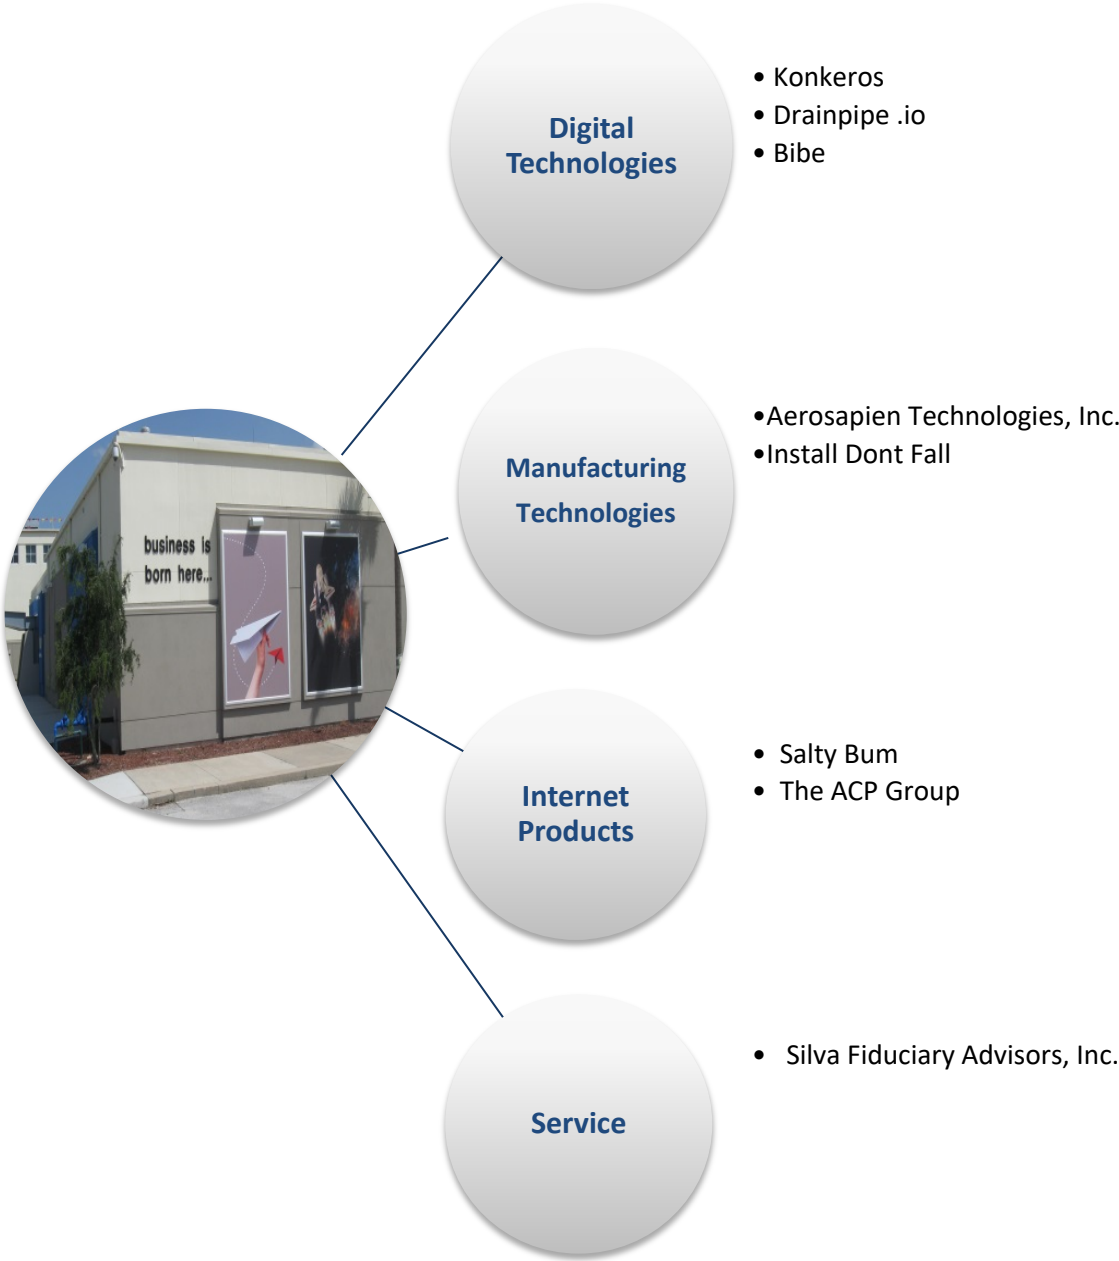 Digital
Technologies
• Konkeros
• Drainpipe .io
• Bibe
Manufacturing
Technologies
•Aerosapien Technologies, Inc.
•Install Dont Fall
business is
born here...
Internet
Products
• Salty Bum
• The ACP Group
Service
• Silva Fiduciary Advisors, Inc.